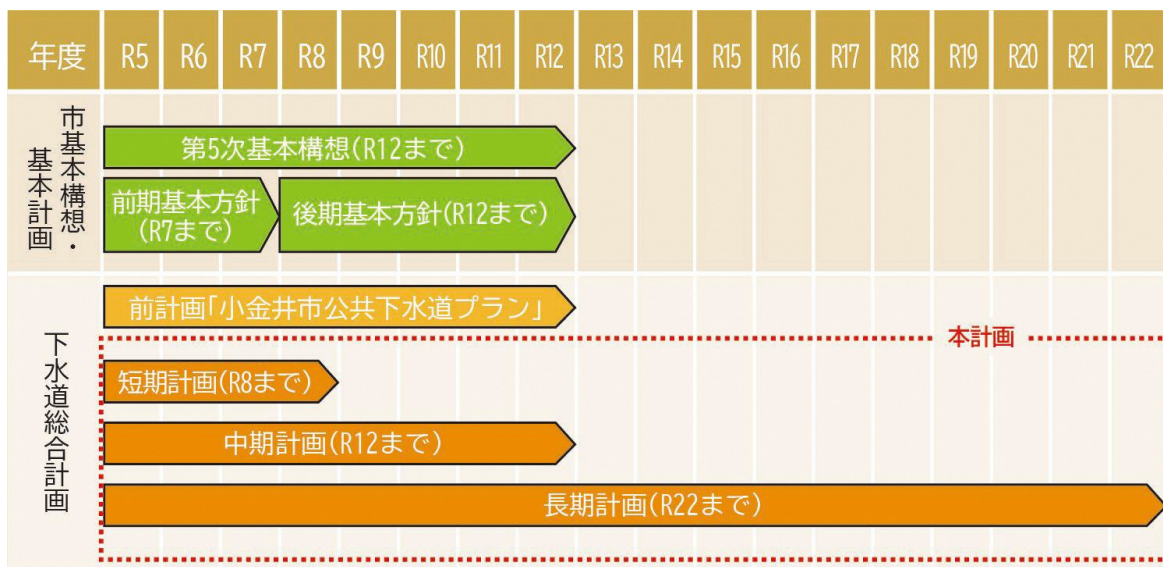 年度 R5 R6 R7 R8 R9 R10 R11 R12 R13 R14 R15 R16 R17 R18 R19 R20 R21 R22
市基本構想・
基本計画
第5次基本構想(R12まで)
前期基本方針
(R7まで)
後期基本方針(R12まで)
下水道総合計画
前計画「小金井市公共下水道プラン」
本計画
短期計画(R8まで)
中期計画(R12まで)
長期計画(R22まで)